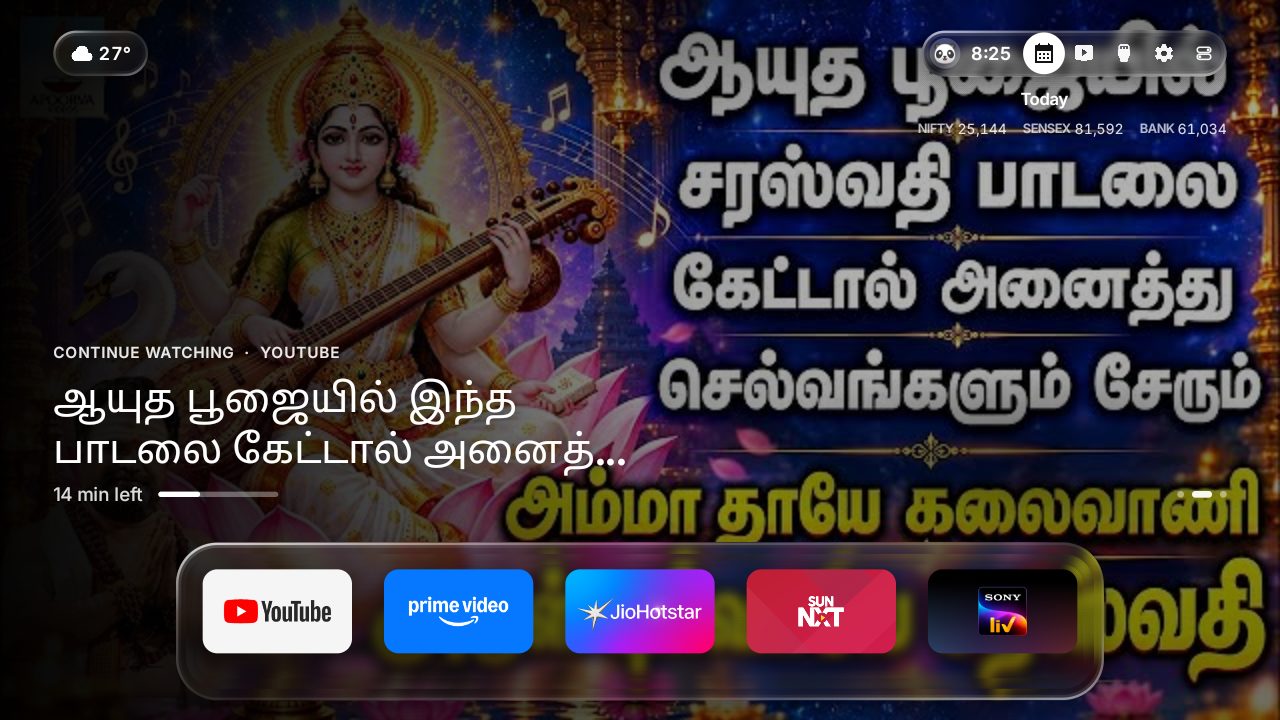 27°
8:25
Today
NIFTY 25,144 SENSEX 81,592 BANK 61,034
APOORVA
ஆயுத பூஜையில்
சரஸ்வதி பாடலை
கேட்டால் அனைத்து
செல்வங்களும் சேரும்
அம்மா தாயே கலைவாணி
CONTINUE WATCHING · YOUTUBE
ஆயுத பூஜையில் இந்த
பாடலை கேட்டால் அனைத்...
14 min left
YouTube
prime video
JioHotstar
SUN NXT
SONY liv